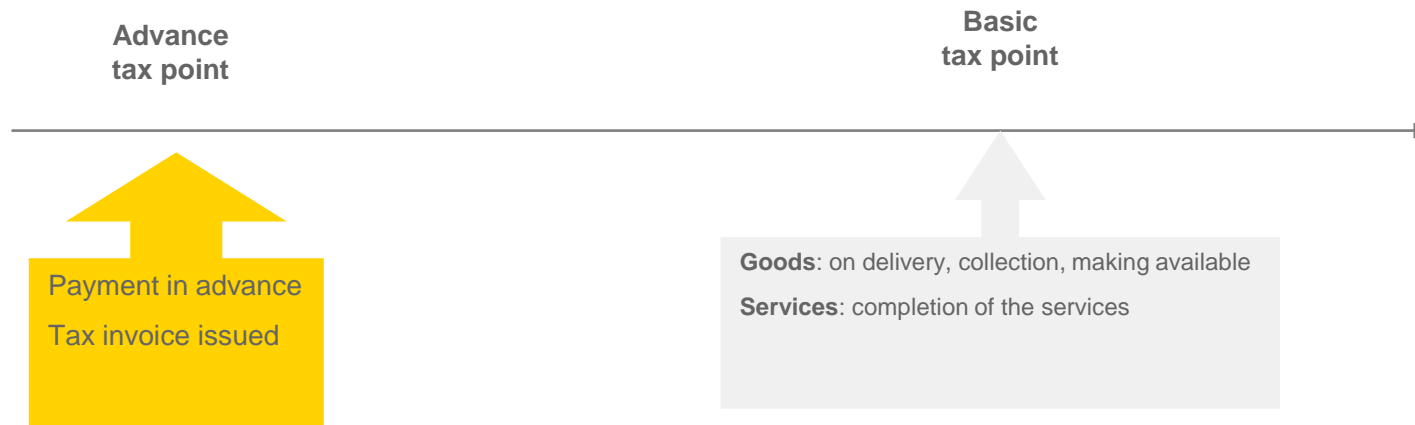 Advance
tax point
Basic
tax point
Payment in advance
Tax invoice issued
Goods: on delivery, collection, making available
Services: completion of the services